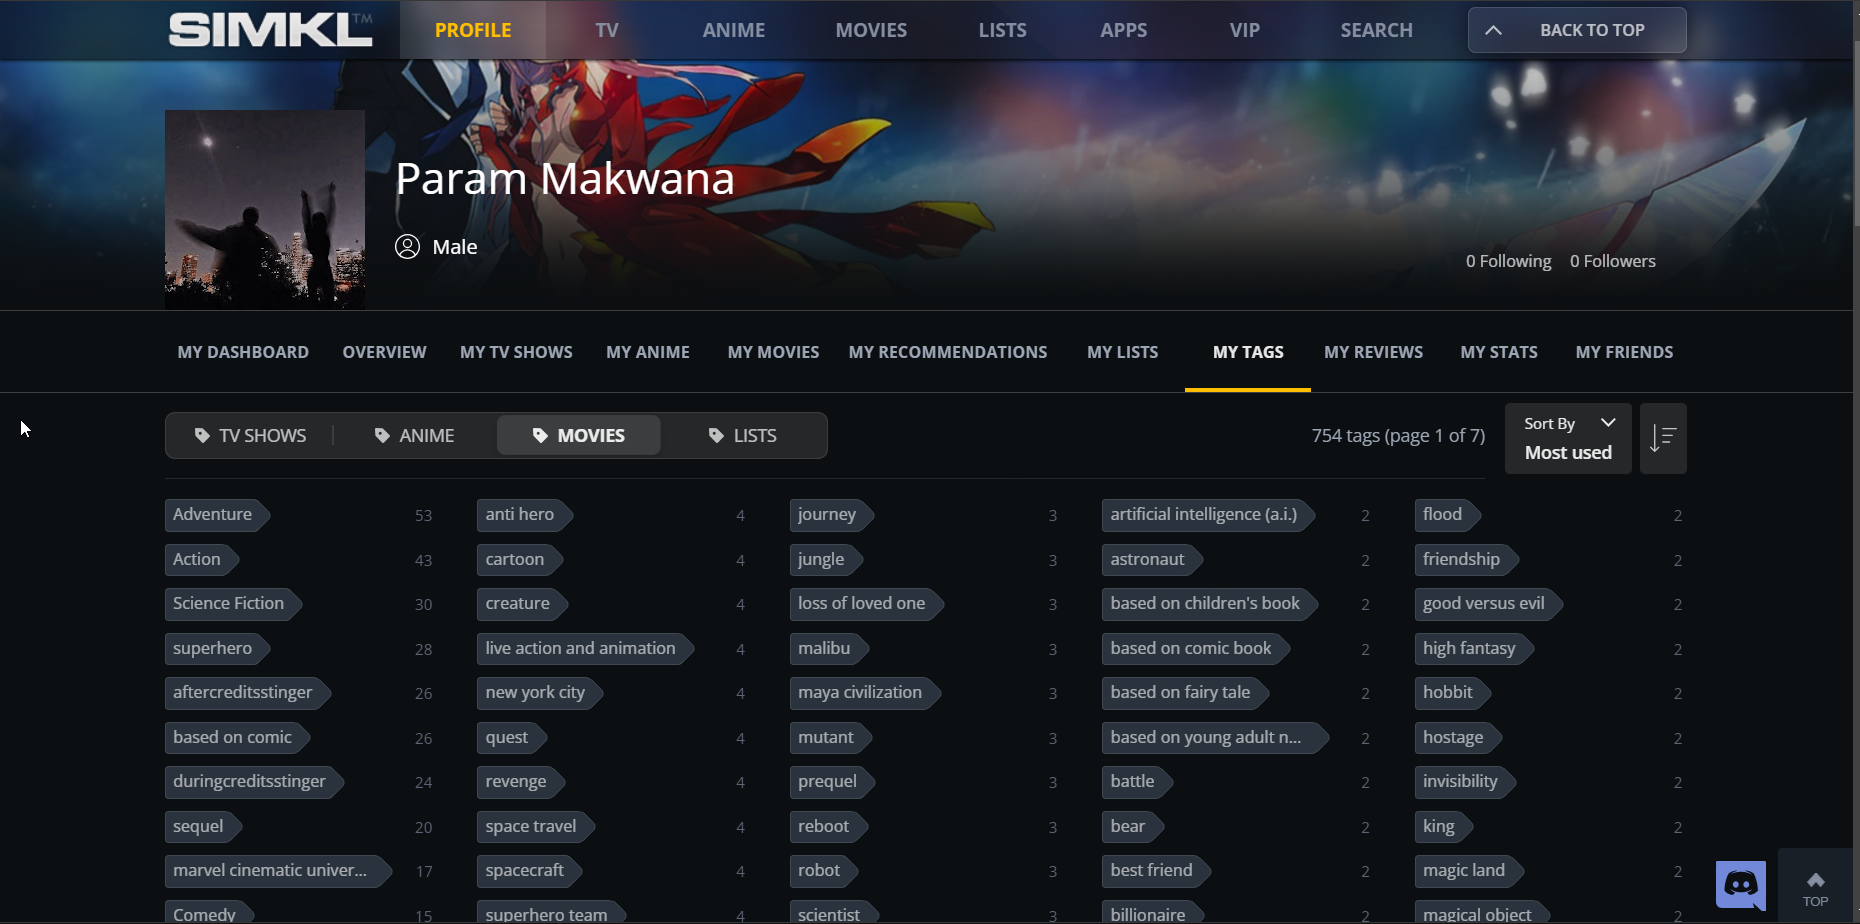 SIMKL™
PROFILE TV ANIME MOVIES LISTS APPS VIP SEARCH BACK TO TOP
Param Makwana
Male
0 Following 0 Followers
MY DASHBOARD OVERVIEW MY TV SHOWS MY ANIME MY MOVIES MY RECOMMENDATIONS MY LISTS MY TAGS MY REVIEWS MY STATS MY FRIENDS
TV SHOWS ANIME MOVIES LISTS 754 tags (page 1 of 7) Sort By
Most used
Adventure 53 anti hero 4 journey 3 artificial intelligence (a.i.) 2 flood 2
Action 43 cartoon 4 jungle 3 astronaut 2 friendship 2
Science Fiction 30 creature 4 loss of loved one 3 based on children's book 2 good versus evil 2
superhero 28 live action and animation 4 malibu 3 based on comic book 2 high fantasy 2
aftercreditsstinger 26 new york city 4 maya civilization 3 based on fairy tale 2 hobbit 2
based on comic 26 quest 4 mutant 3 based on young adult n... 2 hostage 2
duringcreditsstinger 24 revenge 4 prequel 3 battle 2 invisibility 2
sequel 20 space travel 4 reboot 3 bear 2 king 2
marvel cinematic univer... 17 spacecraft 4 robot 3 best friend 2 magic land 2
Comedy 15 superhero team 4 scientist 3 billionaire 2 magical object 2
TOP